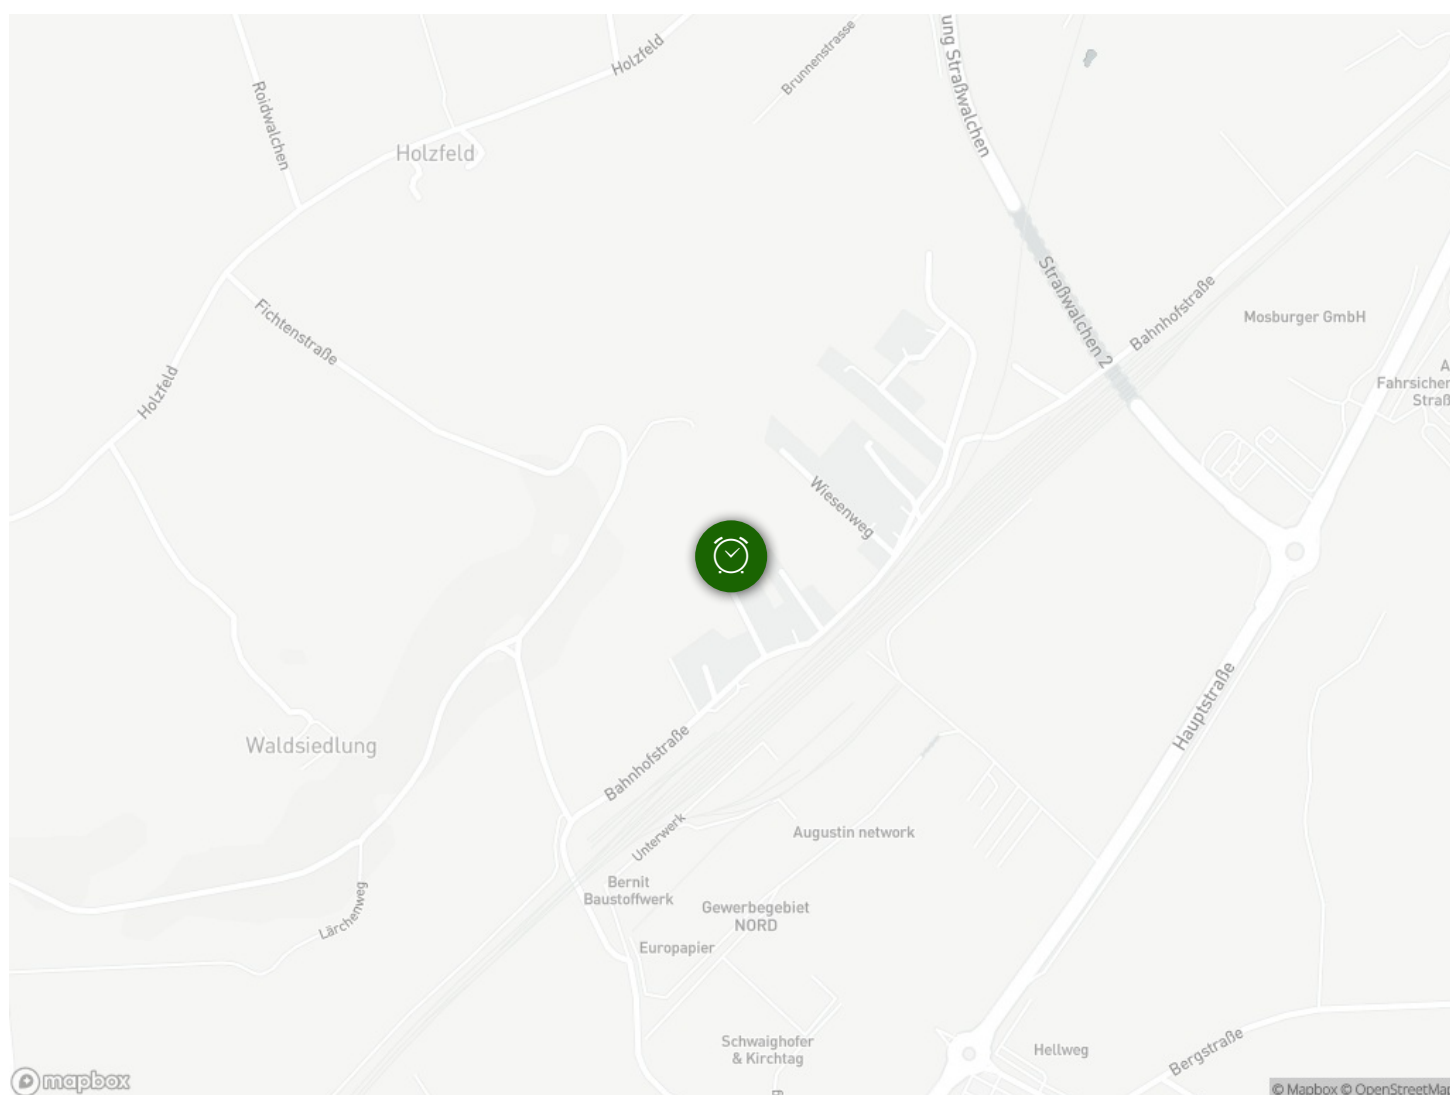 ung Straßwalchen
Brunnenstrasse
Holzfeld
Roidwalchen
Holzfeld
Straßwalchen 2
Bahnhofstraße
Mosburger GmbH
Fichtenstraße
Holzfeld
A
Fahrsicher
Straß
Wiesenweg
Hauptstraße
Waldsiedlung
Bahnhofstraße
Unterwerk
Augustin network
Bernit
Baustoffwerk
Lärchenweg
Gewerbegebiet
NORD
Europapier
Schwaighofer
& Kirchtag
Hellweg
Bergstraße
mapbox
© Mapbox © OpenStreetMap